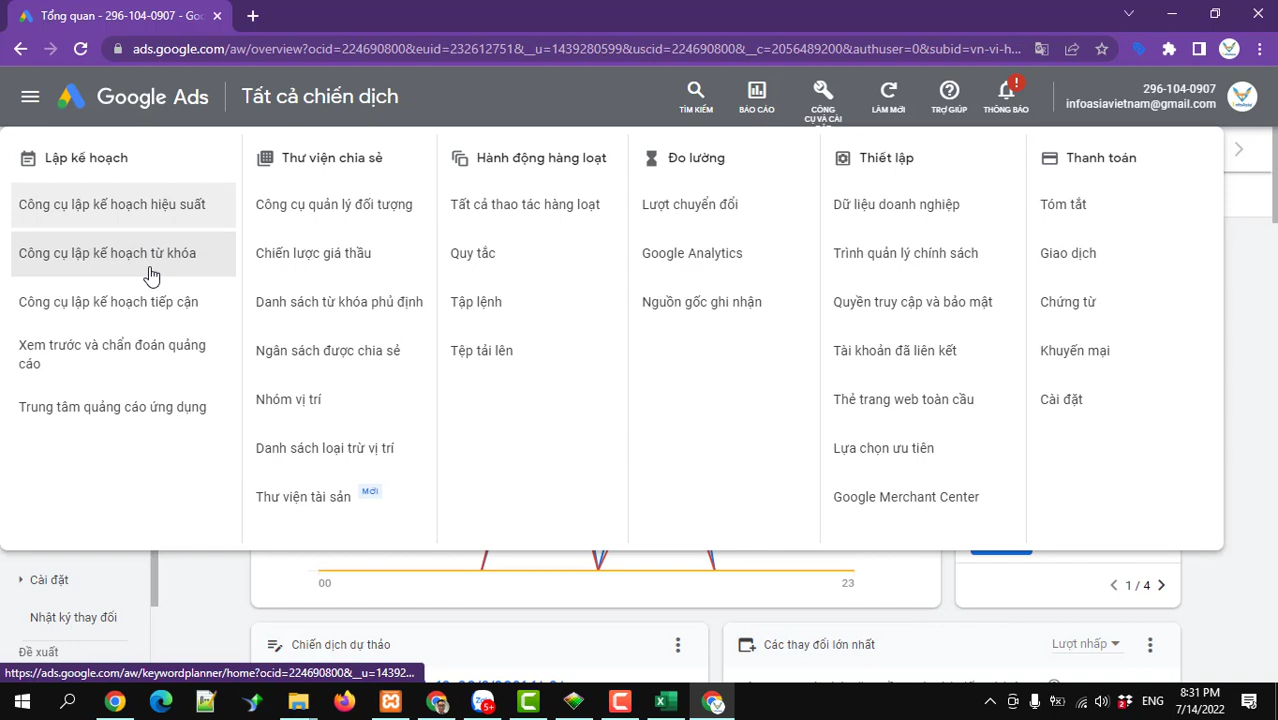 Tổng quan - 296-104-0907 - Goo
ads.google.com/aw/overview?ocid=224690800&euid=232612751&__u=1439280599&uscid=224690800&__c=2056489200&authuser=0&subid=vn-vi-h...
Google Ads
Tất cả chiến dịch
TÌM KIẾM
BÁO CÁO
CÔNG
CỤ VÀ CÀI
LÀM MỚI
TRỢ GIÚP
THÔNG BÁO
296-104-0907
infoasiavietnam@gmail.com
Lập kế hoạch
Công cụ lập kế hoạch hiệu suất
Công cụ lập kế hoạch từ khóa
Công cụ lập kế hoạch tiếp cận
Xem trước và chẩn đoán quảng
cáo
Trung tâm quảng cáo ứng dụng
Thư viện chia sẻ
Công cụ quản lý đối tượng
Chiến lược giá thầu
Danh sách từ khóa phủ định
Ngân sách được chia sẻ
Nhóm vị trí
Danh sách loại trừ vị trí
Thư viện tài sản Mới
Hành động hàng loạt
Tất cả thao tác hàng loạt
Quy tắc
Tập lệnh
Tệp tải lên
Đo lường
Lượt chuyển đổi
Google Analytics
Nguồn gốc ghi nhận
Thiết lập
Dữ liệu doanh nghiệp
Trình quản lý chính sách
Quyền truy cập và bảo mật
Tài khoản đã liên kết
Thẻ trang web toàn cầu
Lựa chọn ưu tiên
Google Merchant Center
Thanh toán
Tóm tắt
Giao dịch
Chứng từ
Khuyến mại
Cài đặt
Cài đặt
Nhật ký thay đổi
Đề xuất
00
23
1 / 4
Chiến dịch dự thảo
Các thay đổi lớn nhất
Lượt nhấp
https://ads.google.com/aw/keywordplanner/home?ocid=224690800&__u=14392...
5+
ENG
8:31 PM
7/14/2022